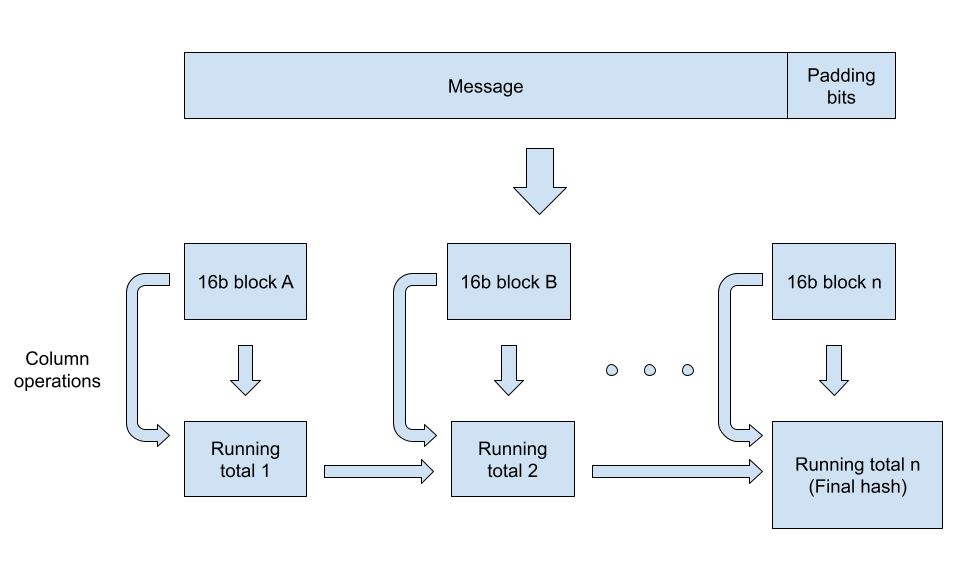 Message
Padding
bits
16b block A
16b block B
16b block n
Column
operations
Running
total 1
Running
total 2
Running total n
(Final hash)